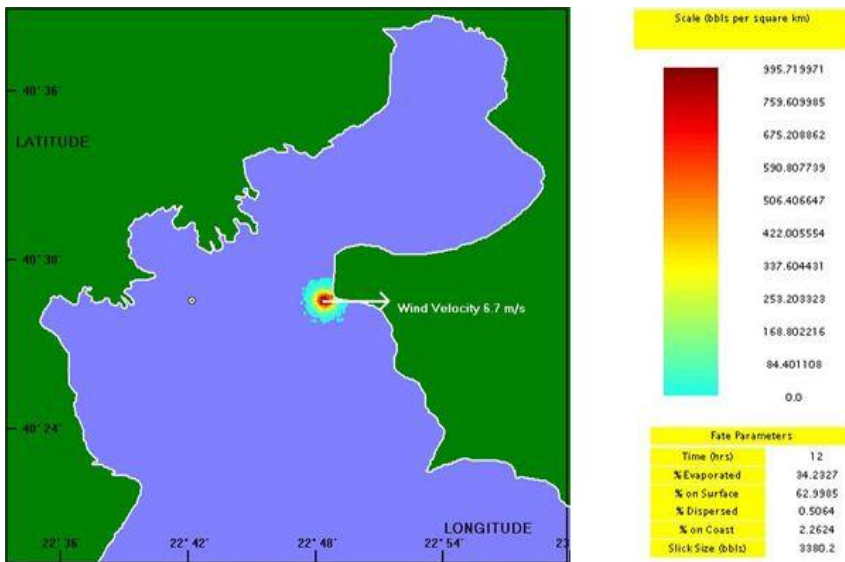 40° 36'
LATITUDE
40° 30'
Wind Velocity 6.7 m/s
40° 24'
LONGITUDE
22° 36' 22° 42' 22° 48' 22° 54' 23
Scale (bbls per square km)
995.719971
759.609985
675.208862
590.807739
506.406647
422.005554
337.604431
253.203323
168.802216
84.401108
0.0
Fate Parameters
Time (hrs) 12
% Evaporated 34.2327
% on Surface 62.9985
% Dispersed 0.5064
% on Coast 2.2624
Slick Size (bbls) 3380.2